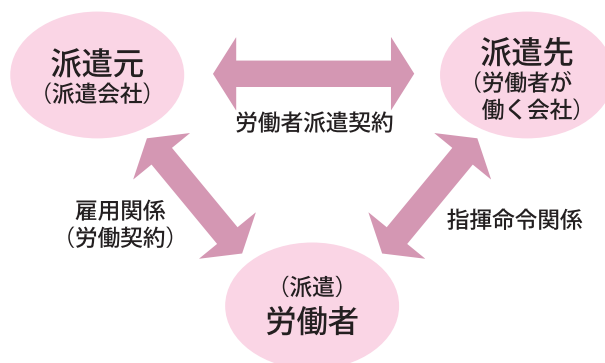 派遣元
（派遣会社）
派遣先
（労働者が
働く会社）
労働者派遣契約
雇用関係
（労働契約）
指揮命令関係
（派遣）
労働者